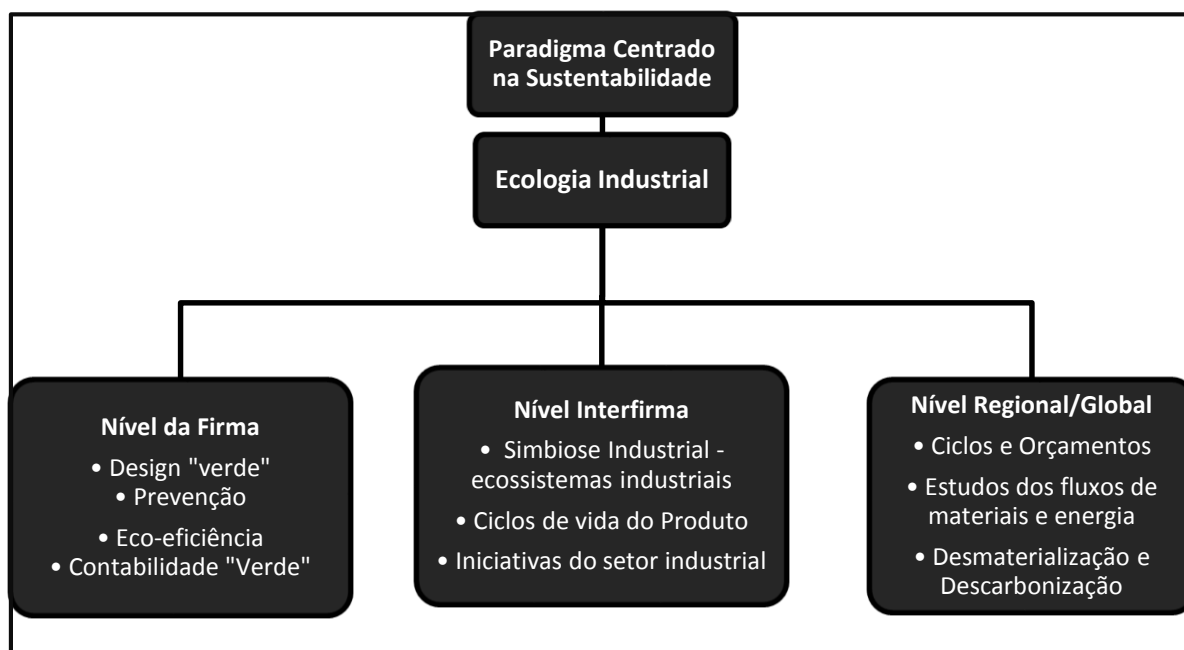 Paradigma Centrado
na Sustentabilidade
Ecologia Industrial
Nível da Firma
• Design "verde"
• Prevenção
• Eco-eficiência
• Contabilidade "Verde"
Nível Interfirma
• Simbiose Industrial -
ecossistemas industriais
• Ciclos de vida do Produto
• Iniciativas do setor industrial
Nível Regional/Global
• Ciclos e Orçamentos
• Estudos dos fluxos de
materiais e energia
• Desmaterialização e
Descarbonização